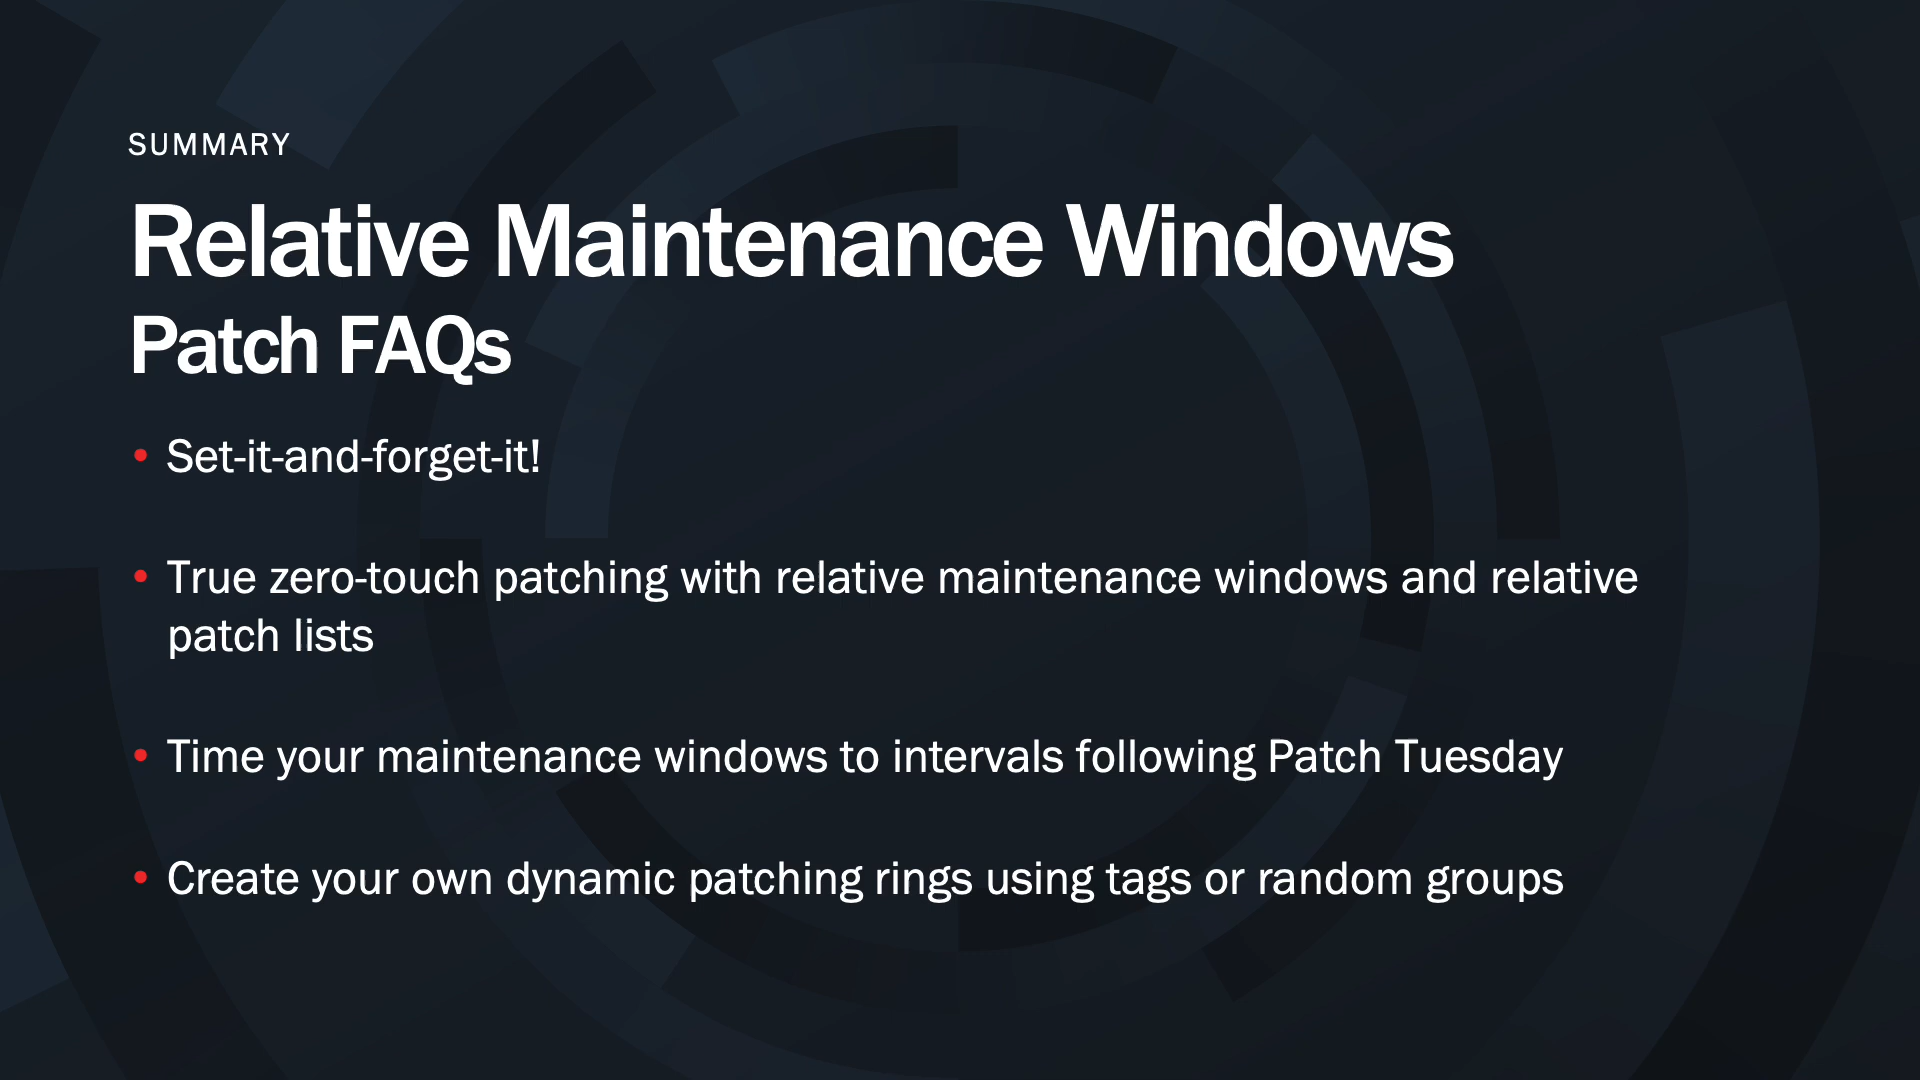 SUMMARY
Relative Maintenance Windows
Patch FAQs
• Set-it-and-forget-it!
• True zero-touch patching with relative maintenance windows and relative
patch lists
• Time your maintenance windows to intervals following Patch Tuesday
• Create your own dynamic patching rings using tags or random groups